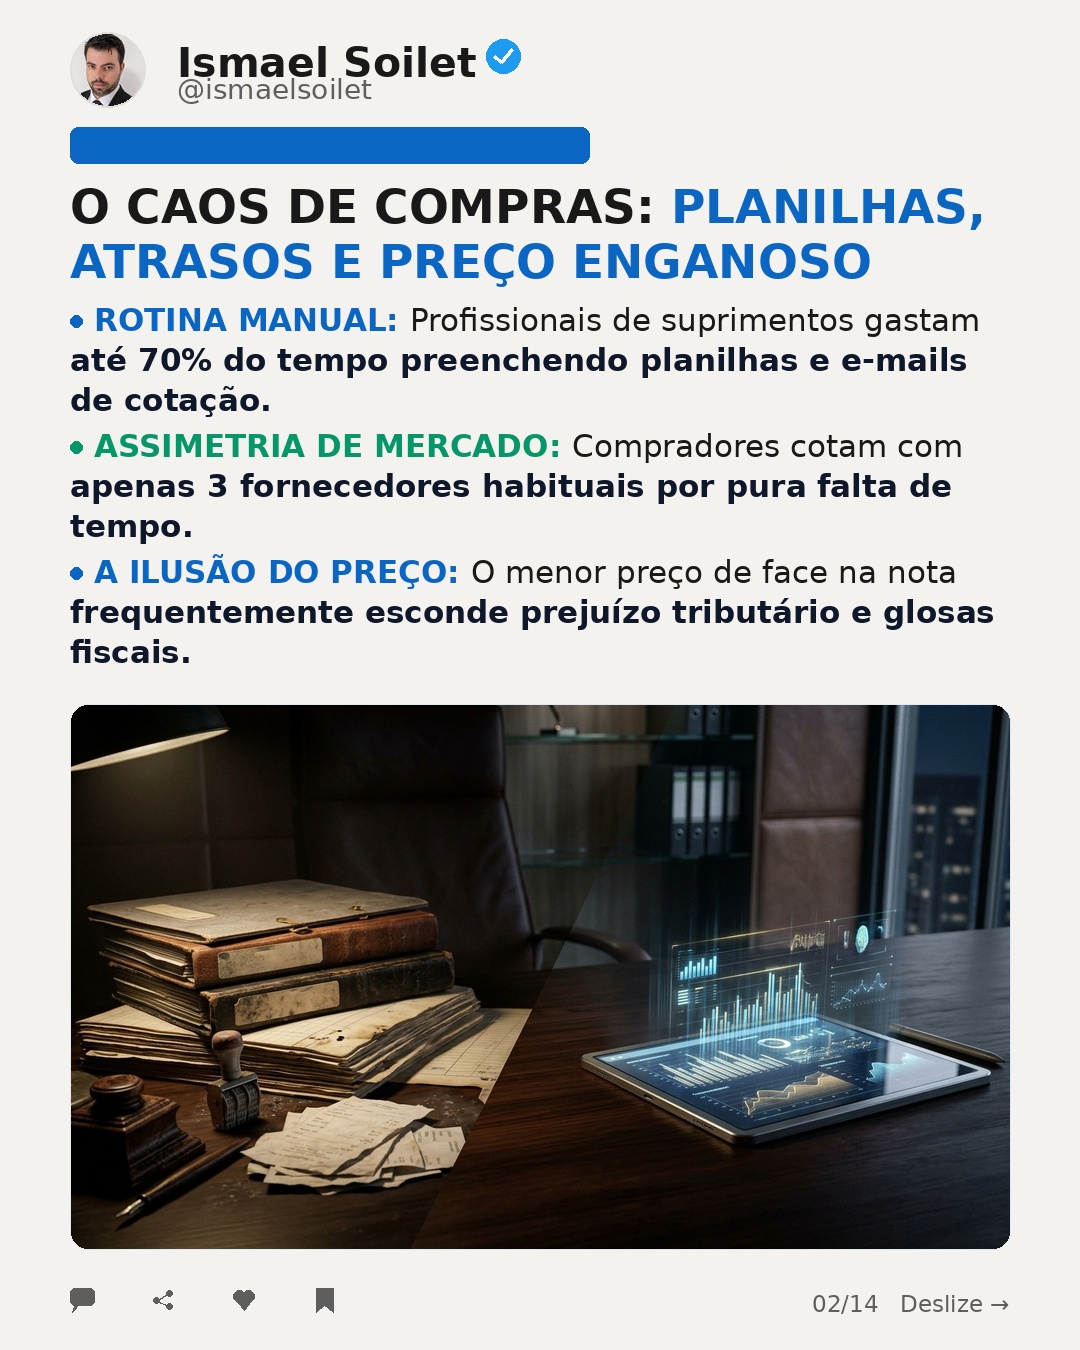 Ismael Soilet
@ismaelsoilet
O CAOS DE COMPRAS: PLANILHAS,
ATRASOS E PREÇO ENGANOSO
• ROTINA MANUAL: Profissionais de suprimentos gastam
até 70% do tempo preenchendo planilhas e e-mails
de cotação.
• ASSIMETRIA DE MERCADO: Compradores cotam com
apenas 3 fornecedores habituais por pura falta de
tempo.
• A ILUSÃO DO PREÇO: O menor preço de face na nota
frequentemente esconde prejuízo tributário e glosas
fiscais.
02/14 Deslize →